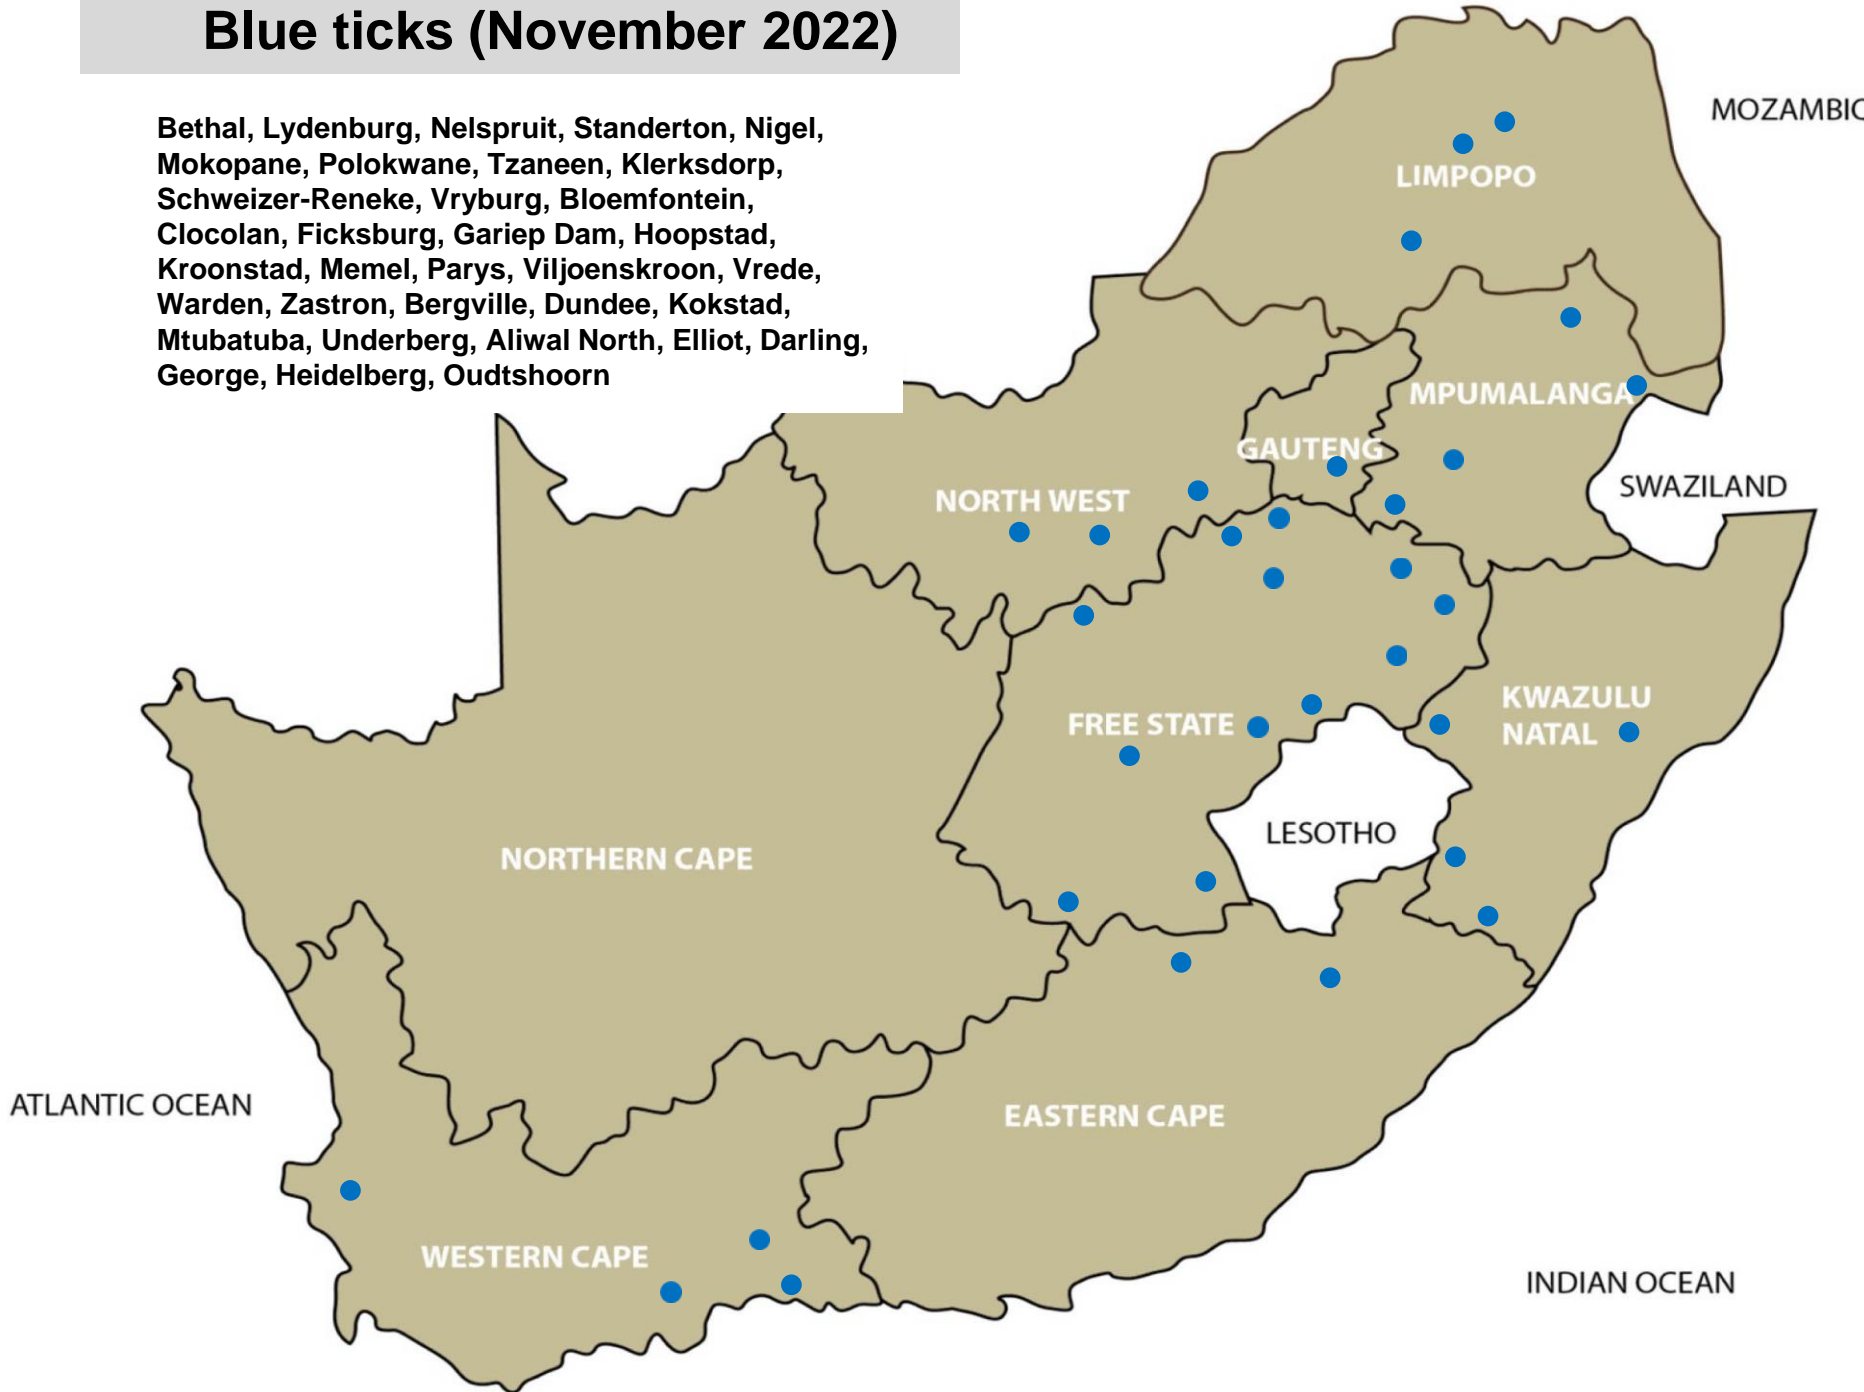 Blue ticks (November 2022)
Bethal, Lydenburg, Nelspruit, Standerton, Nigel,
Mokopane, Polokwane, Tzaneen, Klerksdorp,
Schweizer-Reneke, Vryburg, Bloemfontein,
Clocolan, Ficksburg, Gariep Dam, Hoopstad,
Kroonstad, Memel, Parys, Viljoenskroon, Vrede,
Warden, Zastron, Bergville, Dundee, Kokstad,
Mtubatuba, Underberg, Aliwal North, Elliot, Darling,
George, Heidelberg, Oudtshoorn
MOZAMBIQ
LIMPOPO
MPUMALANGA
GAUTENG
SWAZILAND
NORTH WEST
KWAZULU
NATAL
FREE STATE
LESOTHO
NORTHERN CAPE
ATLANTIC OCEAN
EASTERN CAPE
WESTERN CAPE
INDIAN OCEAN